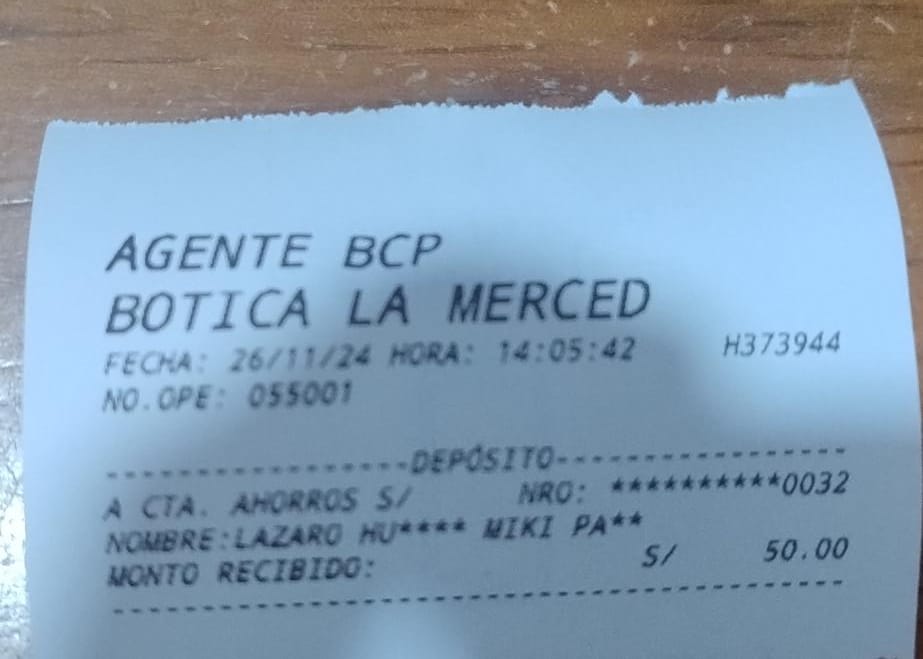 AGENTE BCP
BOTICA LA MERCED
FECHA: 26/11/24 HORA: 14:05:42 H373944
NO.OPE: 055001
-----------------DEPÓSITO-----------------
A CTA. AHORROS S/ NRO: **********0032
NOMBRE:LAZARO HU**** MIKI PA**
MONTO RECIBIDO: S/ 50.00
------------------------------------------